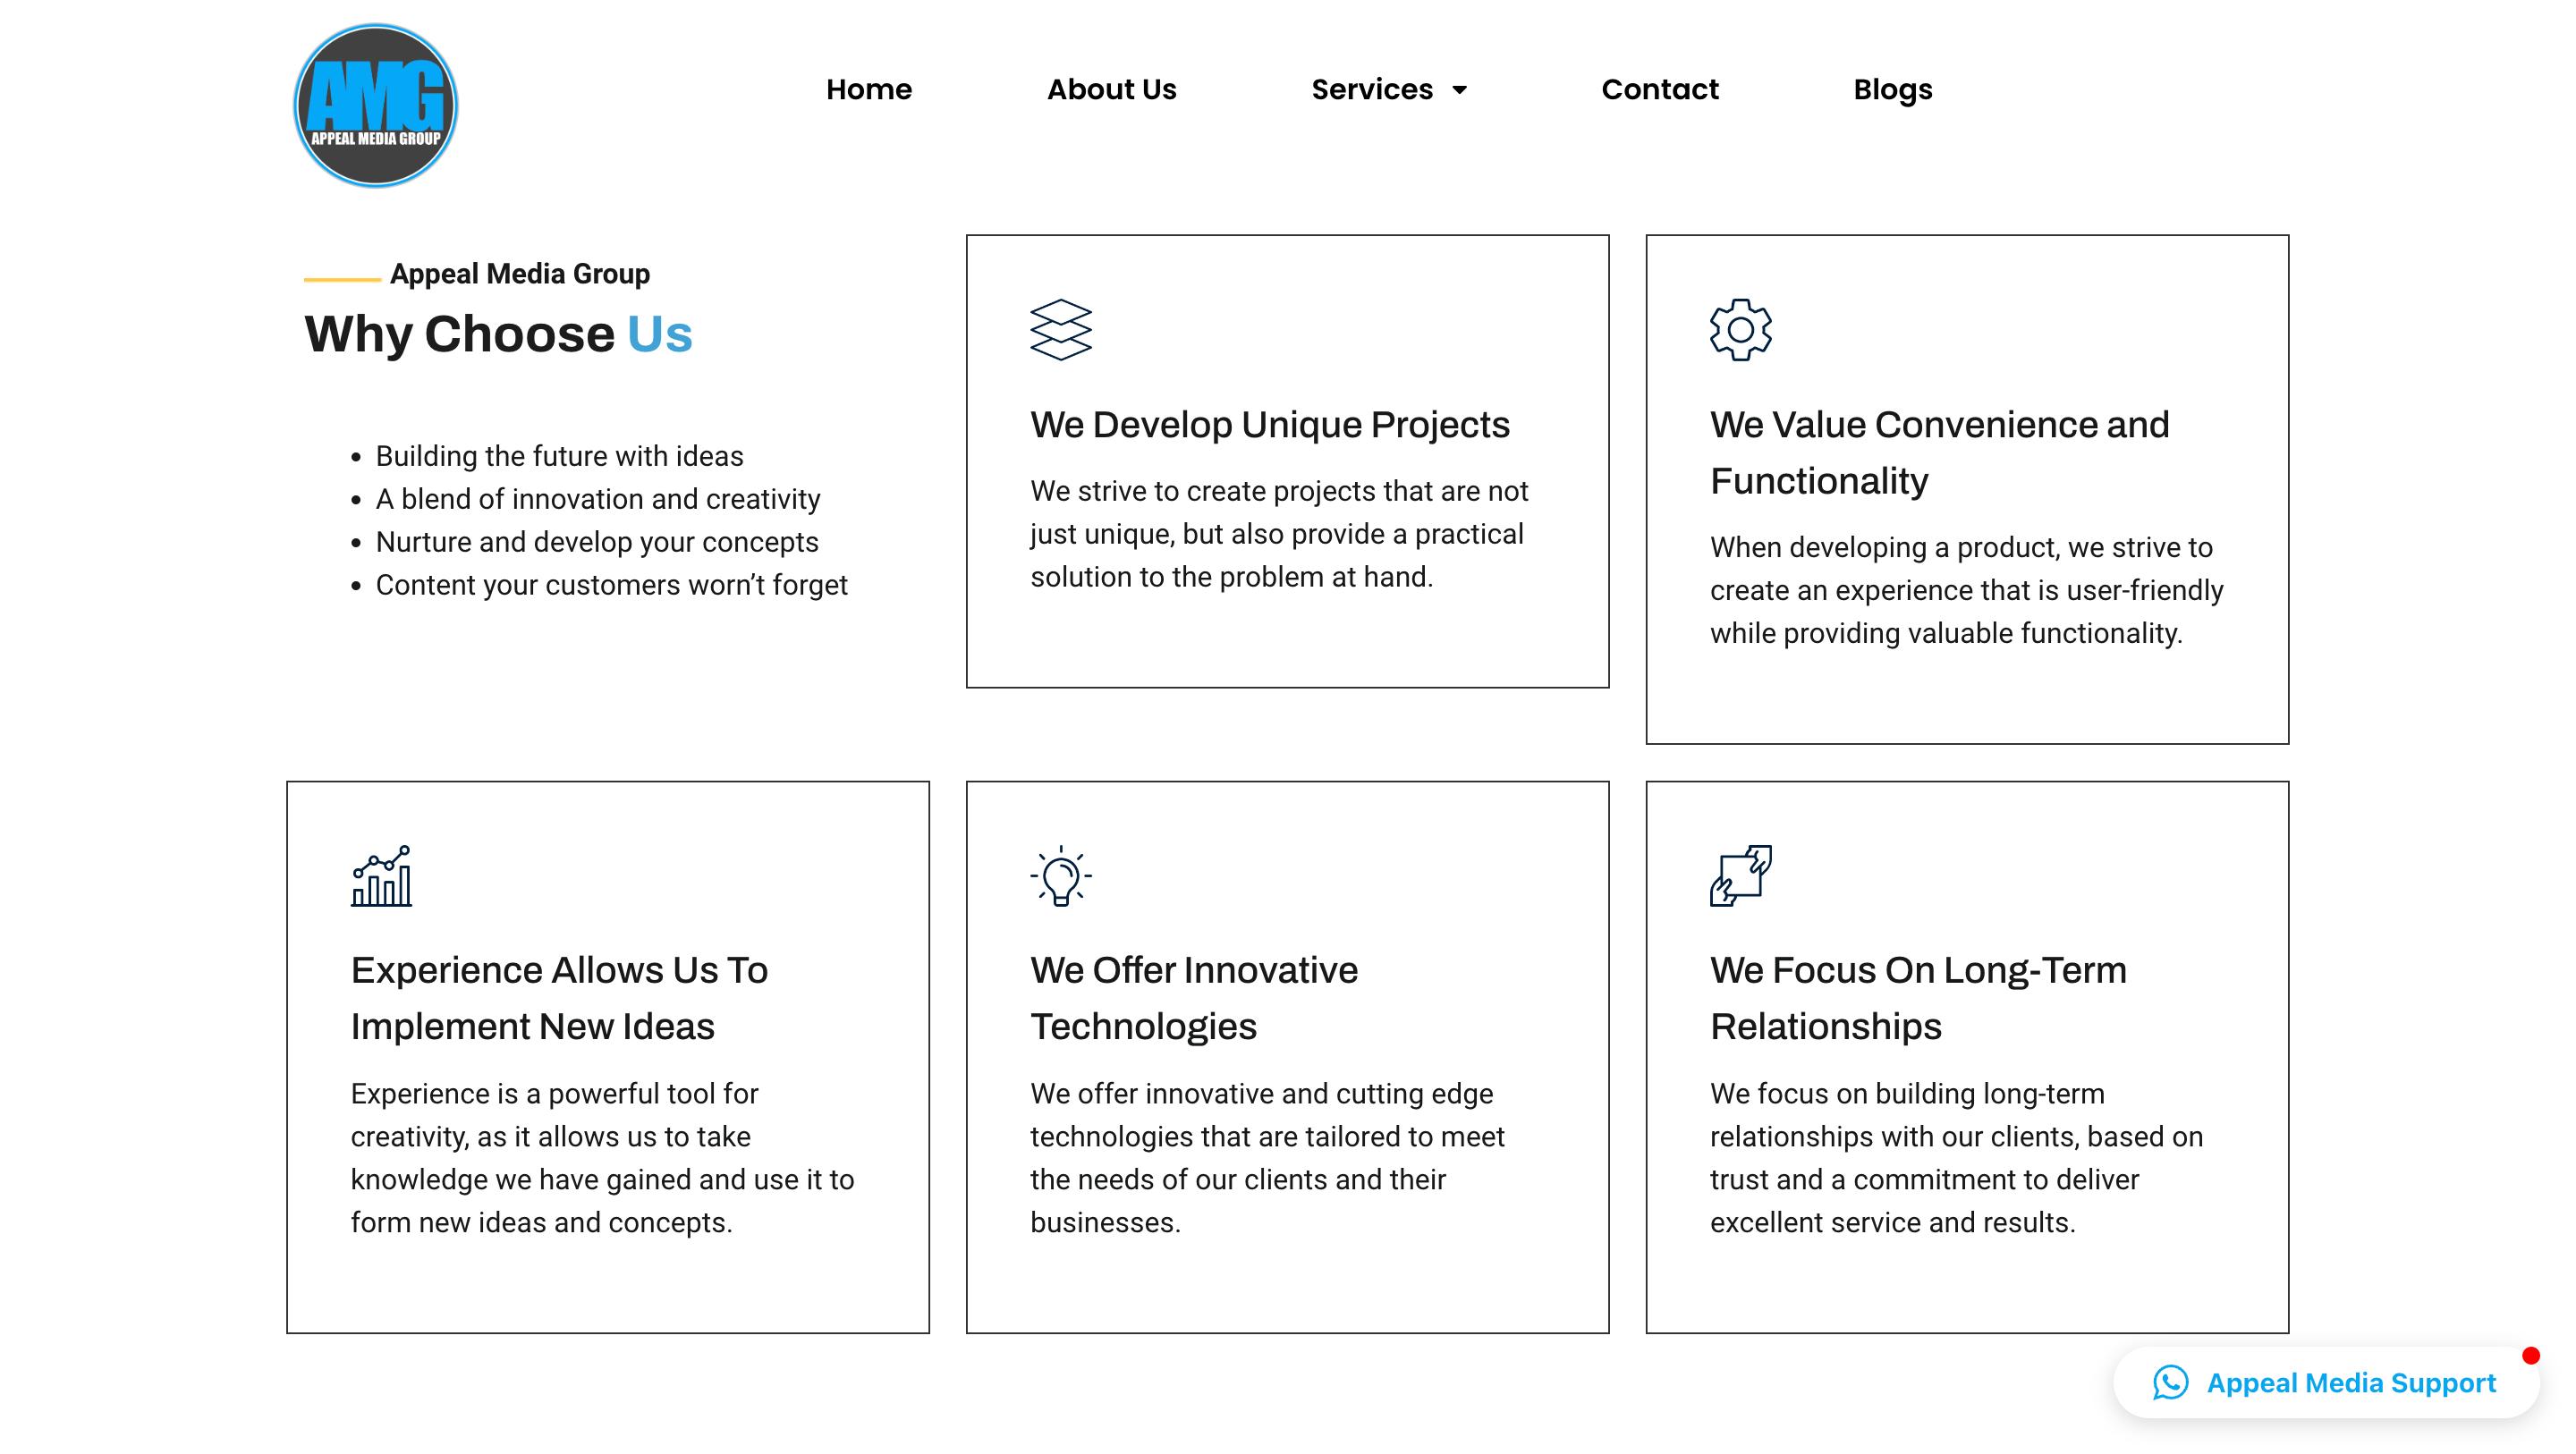 AMG
APPEAL MEDIA GROUP
Home
About Us
Services
Contact
Blogs
Appeal Media Group
Why Choose Us
• Building the future with ideas
• A blend of innovation and creativity
• Nurture and develop your concepts
• Content your customers worn’t forget
We Develop Unique Projects
We strive to create projects that are not
just unique, but also provide a practical
solution to the problem at hand.
We Value Convenience and
Functionality
When developing a product, we strive to
create an experience that is user-friendly
while providing valuable functionality.
Experience Allows Us To
Implement New Ideas
Experience is a powerful tool for
creativity, as it allows us to take
knowledge we have gained and use it to
form new ideas and concepts.
We Offer Innovative
Technologies
We offer innovative and cutting edge
technologies that are tailored to meet
the needs of our clients and their
businesses.
We Focus On Long-Term
Relationships
We focus on building long-term
relationships with our clients, based on
trust and a commitment to deliver
excellent service and results.
Appeal Media Support